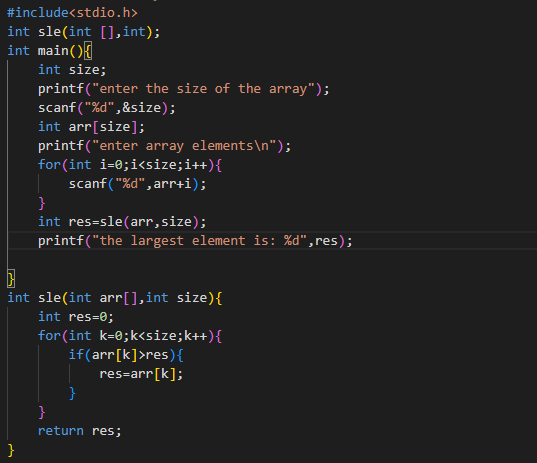 #include<stdio.h>
int sle(int [],int);
int main(){
    int size;
    printf("enter the size of the array");
    scanf("%d",&size);
    int arr[size];
    printf("enter array elements\n");
    for(int i=0;i<size;i++){
        scanf("%d",arr+i);
    }
    int res=sle(arr,size);
    printf("the largest element is: %d",res);

}
int sle(int arr[],int size){
    int res=0;
    for(int k=0;k<size;k++){
        if(arr[k]>res){
            res=arr[k];
        }
    }
    return res;
}